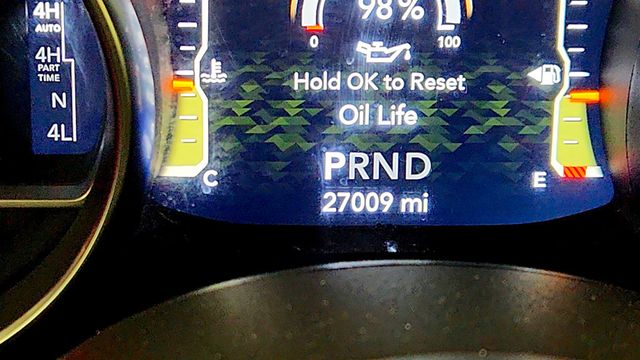 4H
AUTO
4H
PART
TIME
N
4L
98%
0
100
Hold OK to Reset
Oil Life
PRND
27009 mi
C
E